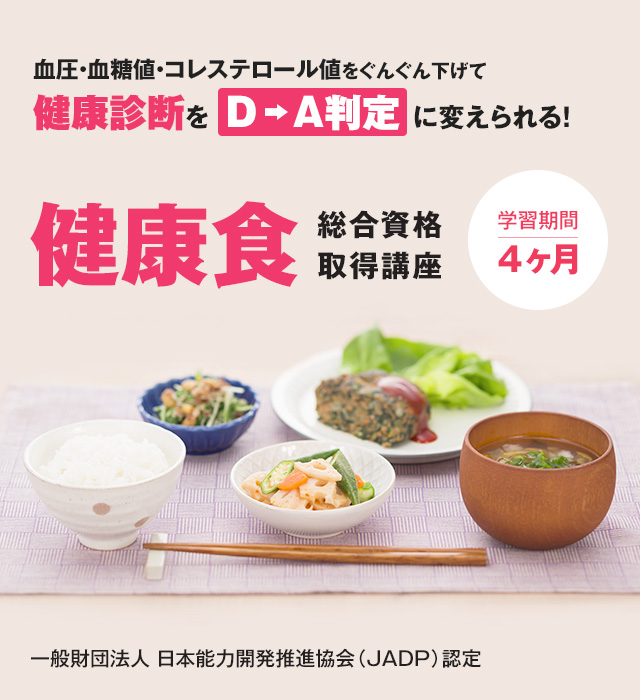 血圧・血糖値・コレステロール値をぐんぐん下げて
健康診断を D➡A判定 に変えられる!
健康食
総合資格
取得講座
学習期間
4ヶ月
一般財団法人 日本能力開発推進協会（JADP）認定